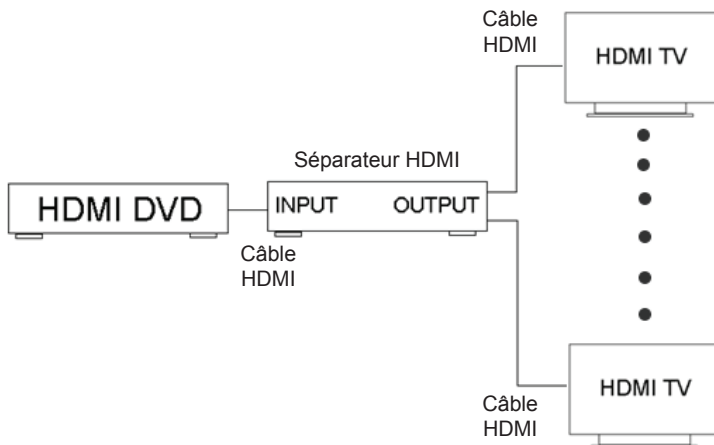 Câble
HDMI
HDMI TV
Séparateur HDMI
HDMI DVD
INPUT
OUTPUT
Câble
HDMI
HDMI TV
Câble
HDMI